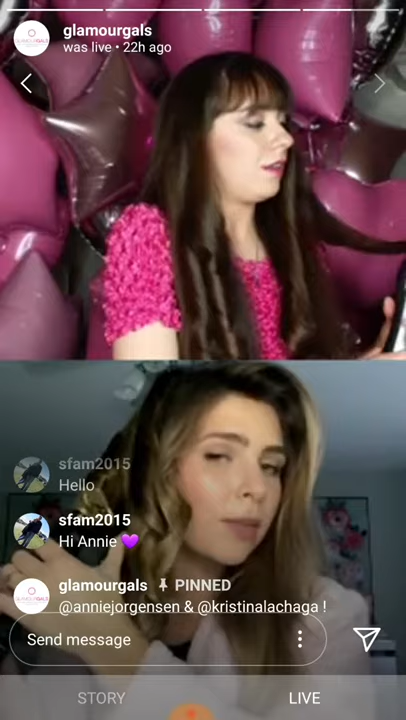 glamourgals
was live • 22h ago
sfam2015
Hello
sfam2015
Hi Annie 💜
glamourgals PINNED
@anniejorgensen & @kristinalachaga !
Send message
STORY LIVE